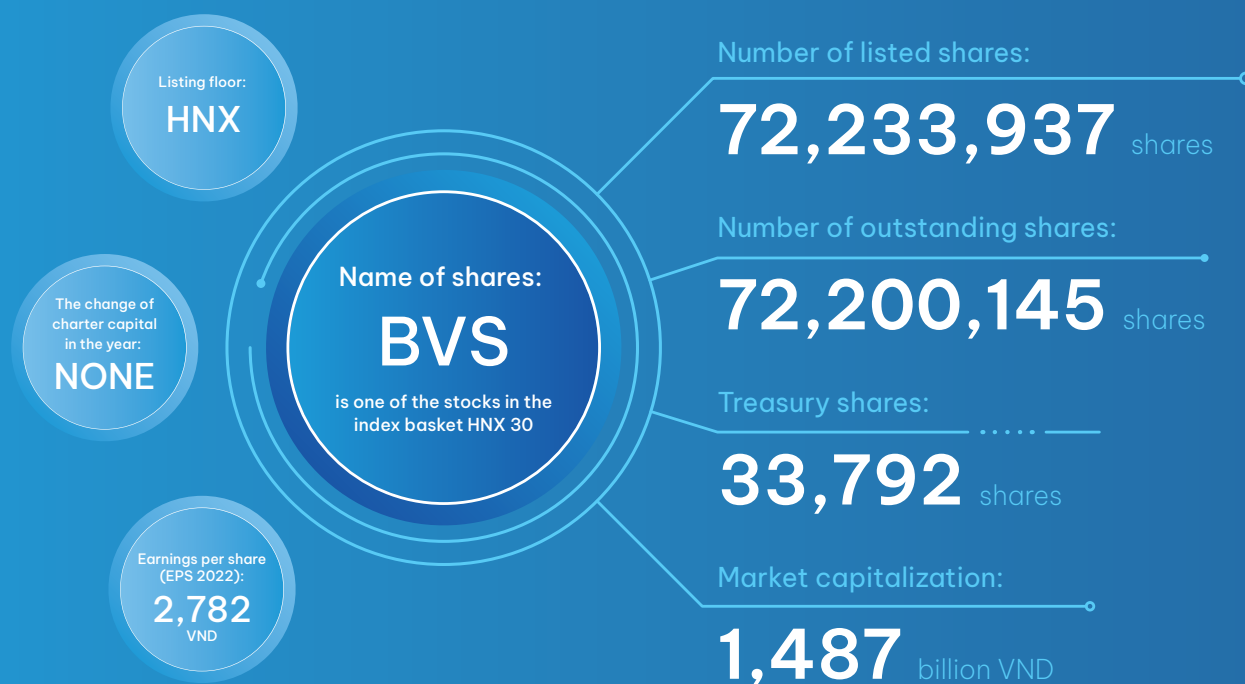 Listing floor:
HNX
The change of
charter capital
in the year:
NONE
Earnings per share
(EPS 2022):
2,782
VND
Name of shares:
BVS
is one of the stocks in the
index basket HNX 30
Number of listed shares:
72,233,937 shares
Number of outstanding shares:
72,200,145 shares
Treasury shares:
33,792 shares
Market capitalization:
1,487 billion VND